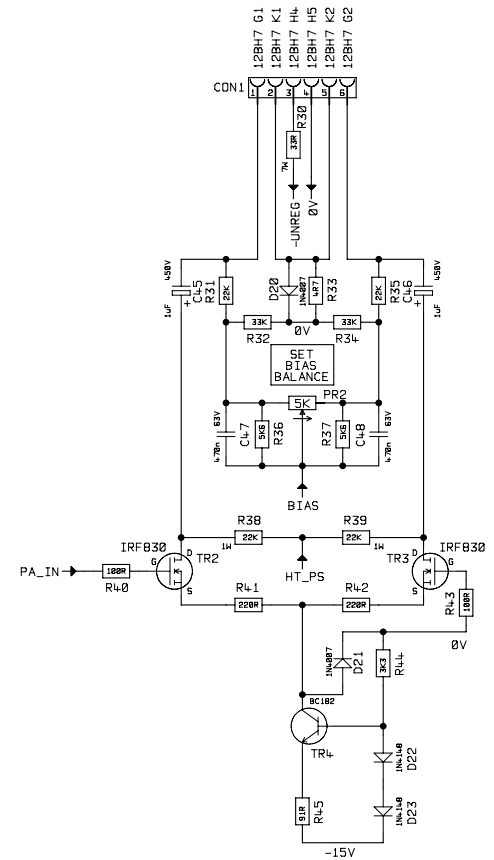 12BH7 G1
12BH7 K1
12BH7 H4
12BH7 H5
12BH7 K2
12BH7 G2
CON1
1 2 3 4 5 6
R30
33R
7W
-UNREG
0V
450V
C45
1uF
+
R31
22K
D20
1N4007
4R7
R33
R35
22K
C46
450V
1uF
+
33K
R32
0V
33K
R34
SET
BIAS
BALANCE
5K
PR2
63V
C47
470n
R36
5K6
R37
5K6
C48
63V
470n
BIAS
R38
22K
1W
R39
22K
1W
HT_PS
IRF830
D
G
S
TR2
IRF830
D
G
S
TR3
PA_IN
100R
R40
R41
220R
R42
220R
R43
100R
0V
1N4007
D21
3K3
R44
BC182
TR4
1N4148
D22
1N4148
D23
91R
R45
-15V